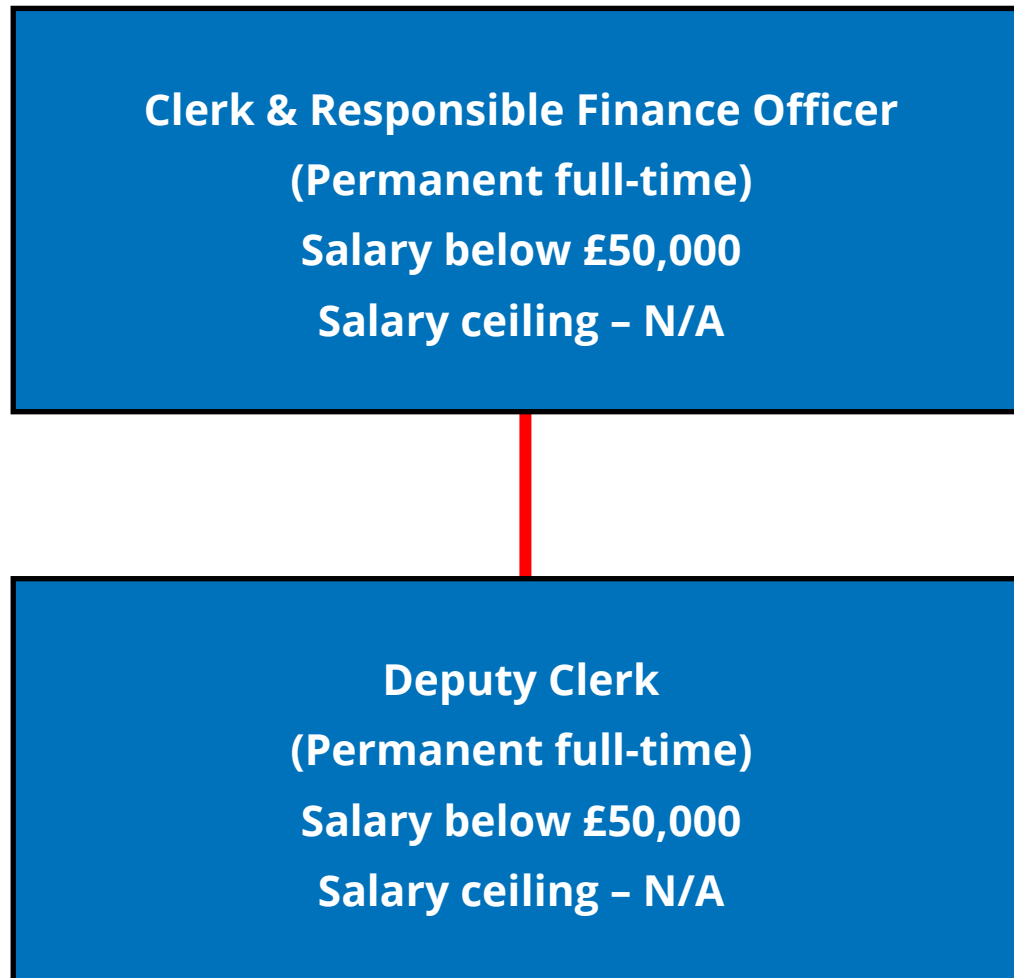 Clerk & Responsible Finance Officer
(Permanent full-time)
Salary below £50,000
Salary ceiling – N/A
Deputy Clerk
(Permanent full-time)
Salary below £50,000
Salary ceiling – N/A